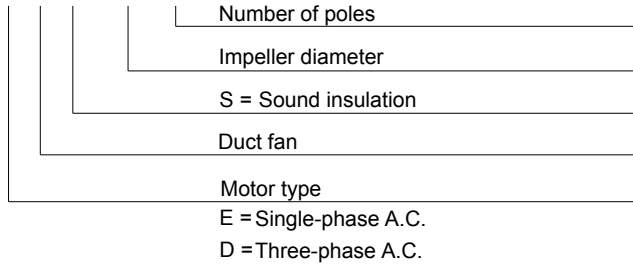 Number of poles
Impeller diameter
S = Sound insulation
Duct fan
Motor type
E = Single-phase A.C.
D = Three-phase A.C.